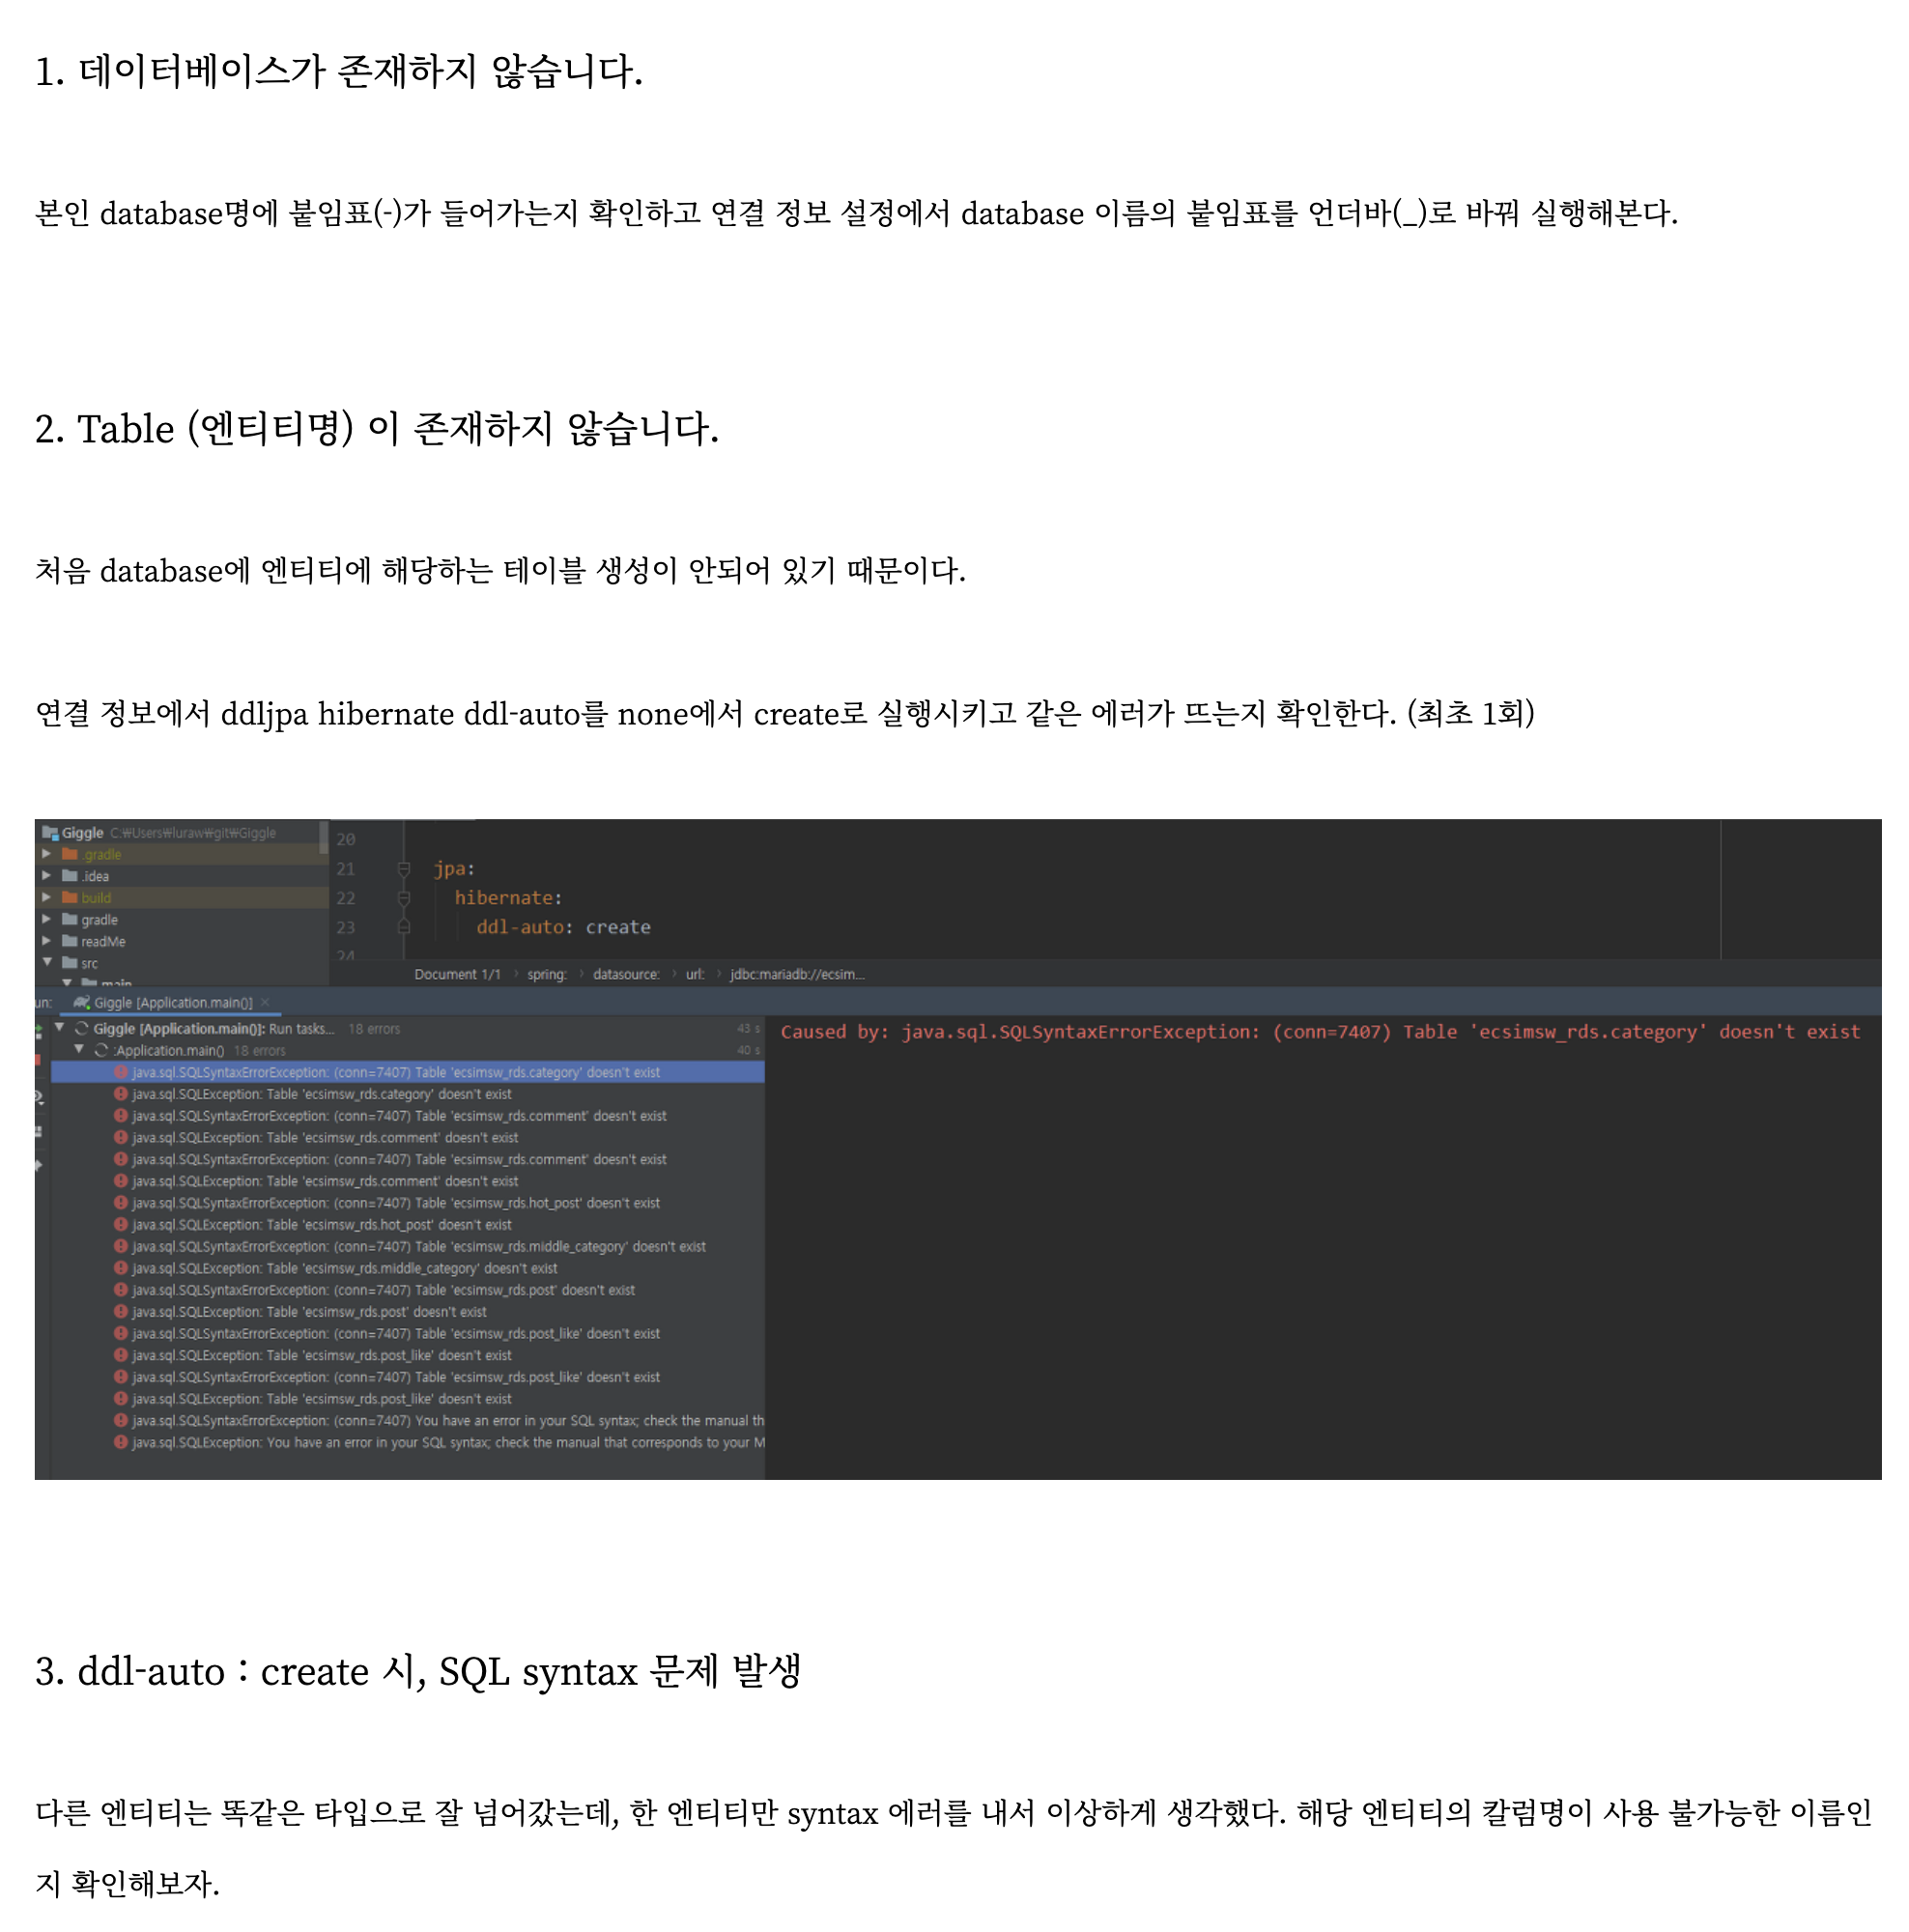 1. 데이터베이스가 존재하지 않습니다.
본인 database명에 붙임표(-)가 들어가는지 확인하고 연결 정보 설정에서 database 이름의 붙임표를 언더바(_)로 바꿔 실행해본다.
2. Table (엔티티명) 이 존재하지 않습니다.
처음 database에 엔티티에 해당하는 테이블 생성이 안되어 있기 때문이다.
연결 정보에서 ddljpa hibernate ddl-auto를 none에서 create로 실행시키고 같은 에러가 뜨는지 확인한다. (최초 1회)
Giggle C:₩Users₩luraw₩git₩Giggle
.gradle
.idea
build
gradle
readMe
src
main
20
21 jpa:
22 hibernate:
23 ddl-auto: create
24
Document 1/1 › spring: › datasource: › url: › jdbc:mariadb://ecsim...
un: Giggle [Application.main()] ×
Giggle [Application.main()]: Run tasks... 18 errors 43 s
:Application.main() 18 errors 40 s
java.sql.SQLSyntaxErrorException: (conn=7407) Table 'ecsimsw_rds.category' doesn't exist
java.sql.SQLException: Table 'ecsimsw_rds.category' doesn't exist
java.sql.SQLSyntaxErrorException: (conn=7407) Table 'ecsimsw_rds.comment' doesn't exist
java.sql.SQLException: Table 'ecsimsw_rds.comment' doesn't exist
java.sql.SQLSyntaxErrorException: (conn=7407) Table 'ecsimsw_rds.comment' doesn't exist
java.sql.SQLException: Table 'ecsimsw_rds.comment' doesn't exist
java.sql.SQLSyntaxErrorException: (conn=7407) Table 'ecsimsw_rds.hot_post' doesn't exist
java.sql.SQLException: Table 'ecsimsw_rds.hot_post' doesn't exist
java.sql.SQLSyntaxErrorException: (conn=7407) Table 'ecsimsw_rds.middle_category' doesn't exist
java.sql.SQLException: Table 'ecsimsw_rds.middle_category' doesn't exist
java.sql.SQLSyntaxErrorException: (conn=7407) Table 'ecsimsw_rds.post' doesn't exist
java.sql.SQLException: Table 'ecsimsw_rds.post' doesn't exist
java.sql.SQLSyntaxErrorException: (conn=7407) Table 'ecsimsw_rds.post_like' doesn't exist
java.sql.SQLException: Table 'ecsimsw_rds.post_like' doesn't exist
java.sql.SQLSyntaxErrorException: (conn=7407) Table 'ecsimsw_rds.post_like' doesn't exist
java.sql.SQLException: Table 'ecsimsw_rds.post_like' doesn't exist
java.sql.SQLSyntaxErrorException: (conn=7407) You have an error in your SQL syntax; check the manual th
java.sql.SQLException: You have an error in your SQL syntax; check the manual that corresponds to your M
Caused by: java.sql.SQLSyntaxErrorException: (conn=7407) Table 'ecsimsw_rds.category' doesn't exist
3. ddl-auto : create 시, SQL syntax 문제 발생
다른 엔티티는 똑같은 타입으로 잘 넘어갔는데, 한 엔티티만 syntax 에러를 내서 이상하게 생각했다. 해당 엔티티의 칼럼명이 사용 불가능한 이름인
지 확인해보자.